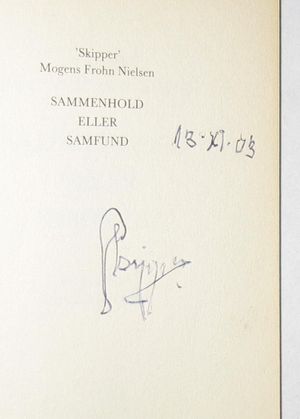 'Skipper'
Mogens Frohn Nielsen
SAMMENHOLD
ELLER
SAMFUND
13·XI·03
Skipper